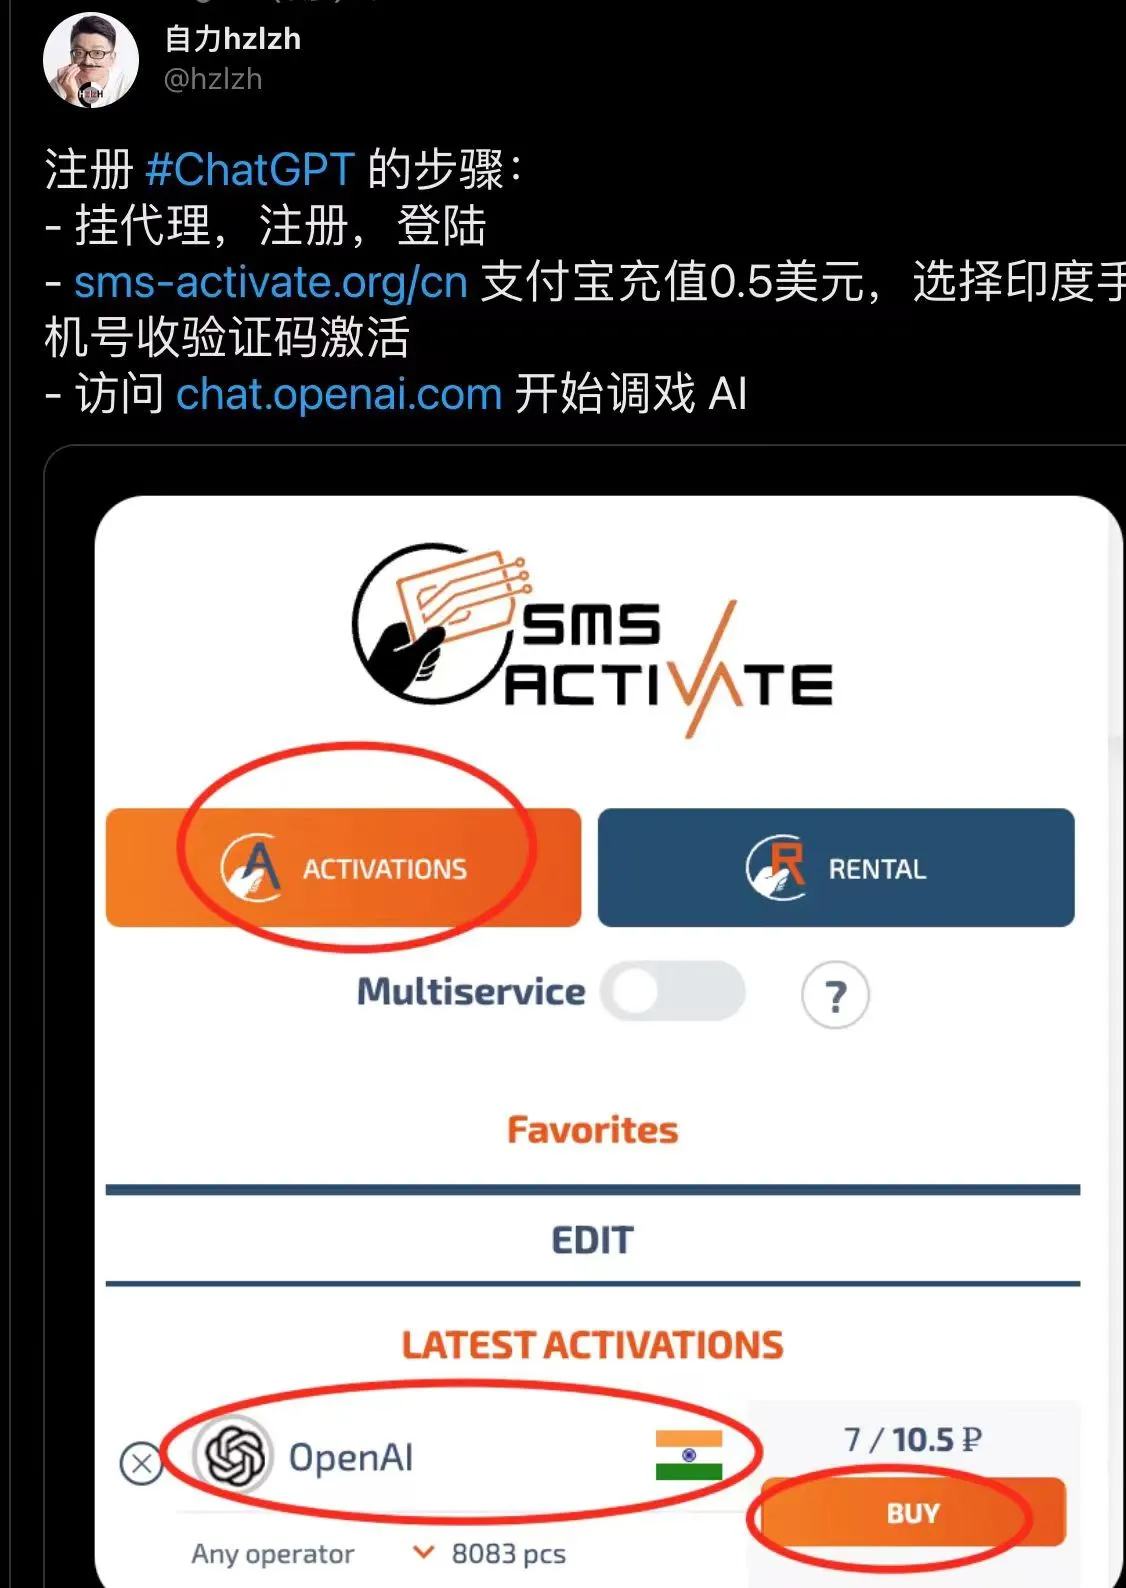 自力hzlzh
@hzlzh
注册 #ChatGPT 的步骤：
- 挂代理，注册，登陆
- sms-activate.org/cn 支付宝充值0.5美元，选择印度手
机号收验证码激活
- 访问 chat.openai.com 开始调戏 AI
SMS
ACTIVATE
ACTIVATIONS
RENTAL
Multiservice
?
Favorites
EDIT
LATEST ACTIVATIONS
OpenAI
7 / 10.5 ₽
BUY
Any operator
8083 pcs